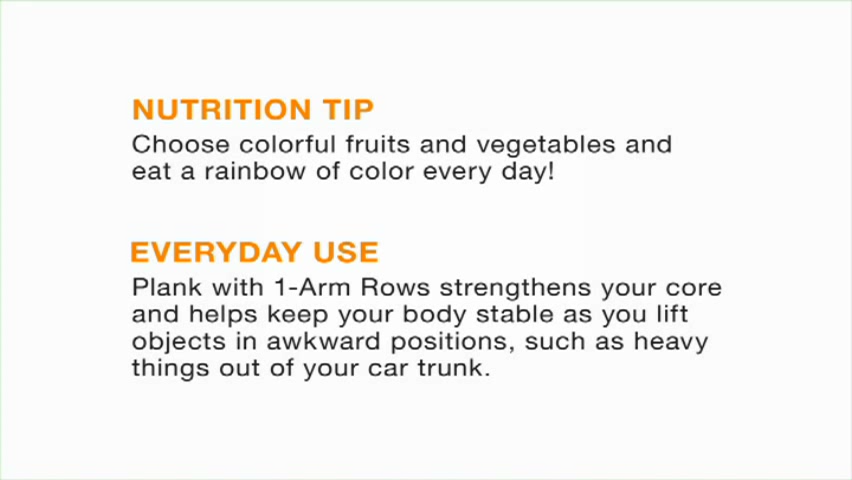 NUTRITION TIP
Choose colorful fruits and vegetables and
eat a rainbow of color every day!
EVERYDAY USE
Plank with 1-Arm Rows strengthens your core
and helps keep your body stable as you lift
objects in awkward positions, such as heavy
things out of your car trunk.